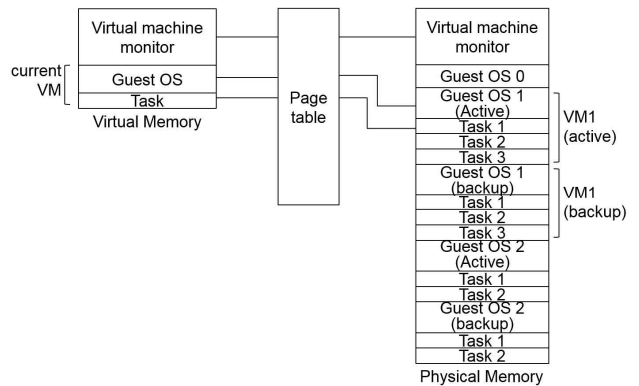 Virtual machine
monitor
Guest OS
Task
Virtual Memory
current
VM
Page
table
Virtual machine
monitor
Guest OS 0
Guest OS 1
(Active)
Task 1
Task 2
Task 3
Guest OS 1
(backup)
Task 1
Task 2
Task 3
Guest OS 2
(Active)
Task 1
Task 2
Guest OS 2
(backup)
Task 1
Task 2
Physical Memory
VM1
(active)
VM1
(backup)